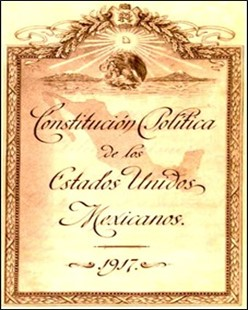 Constitución Política
de los
Estados Unidos
Mexicanos.
1917.